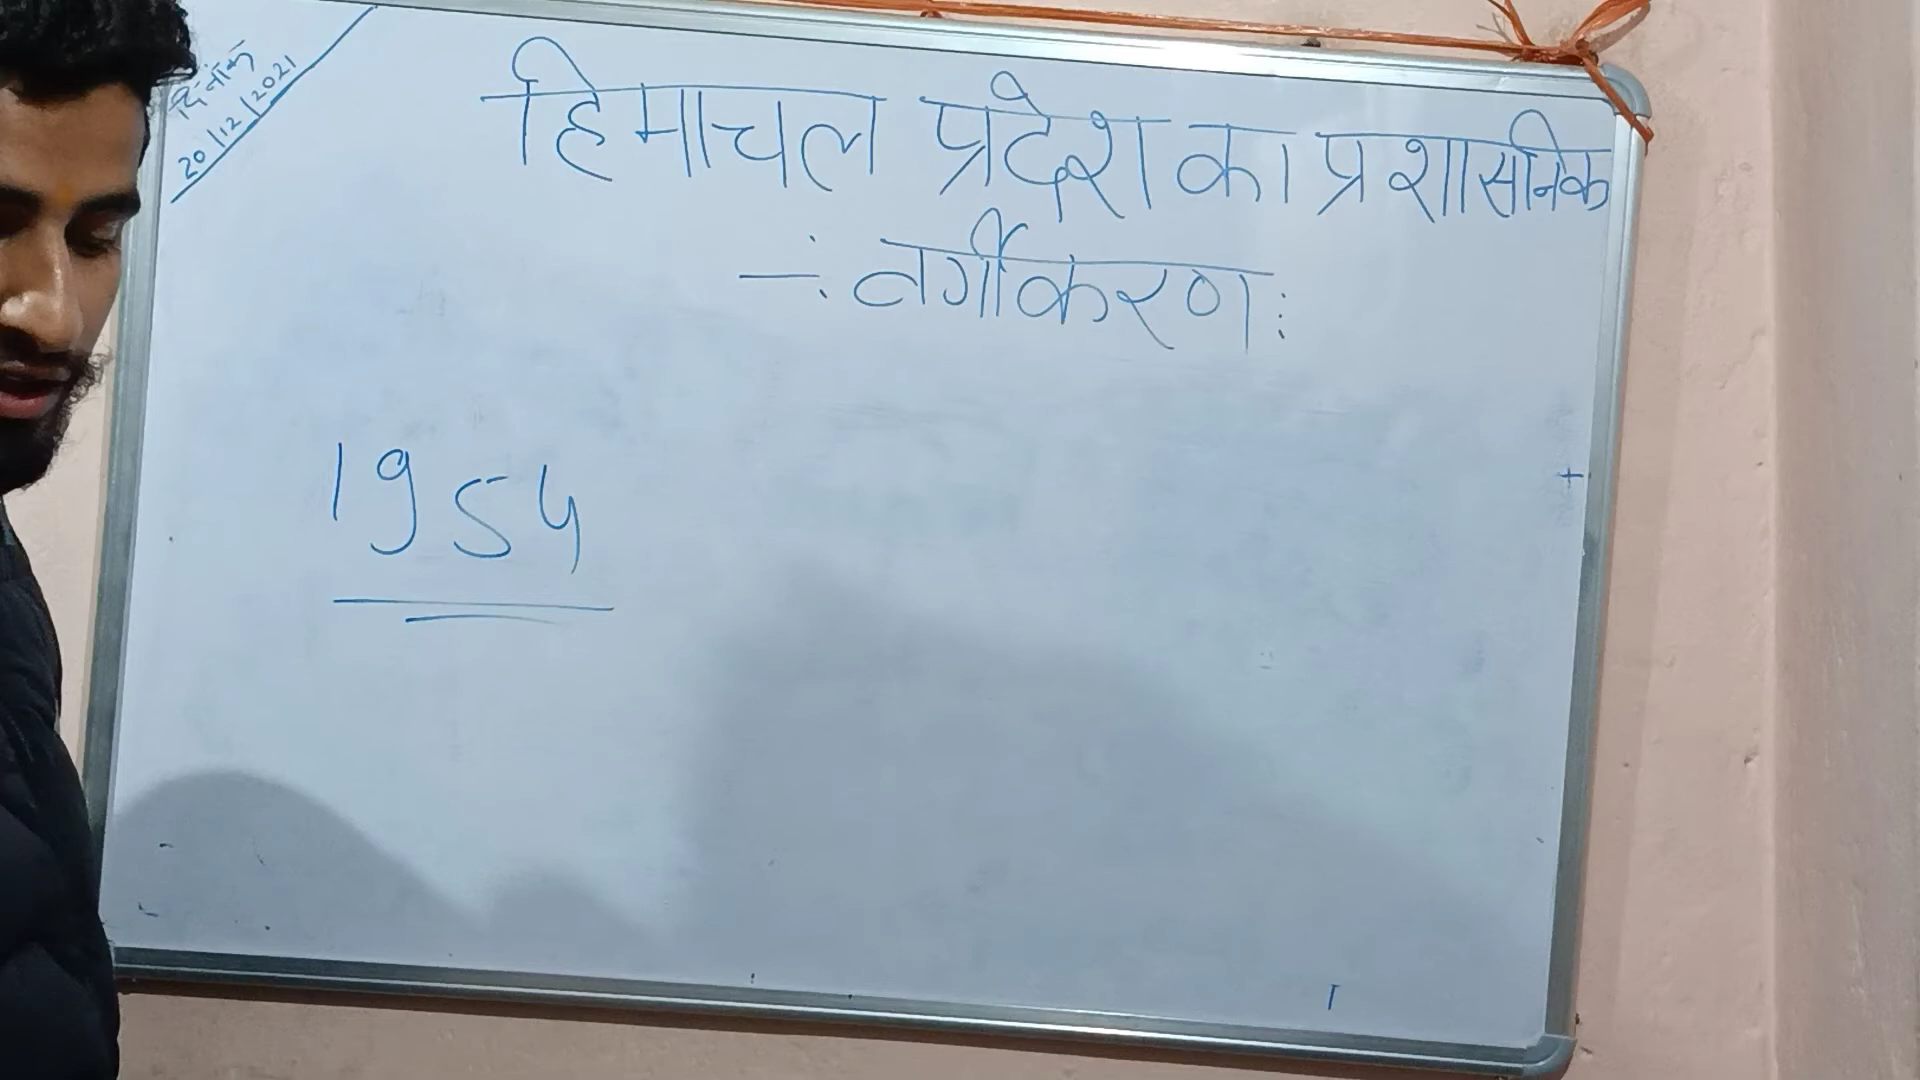 दिनांक
20/12/2021
हिमाचल प्रदेश का प्रशासनिक
-: वर्गीकरण :
1954